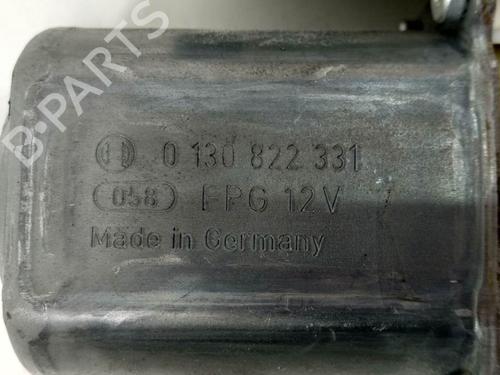 B-PARTS
0 130 822 331
058 FPG 12V
Made in Germany